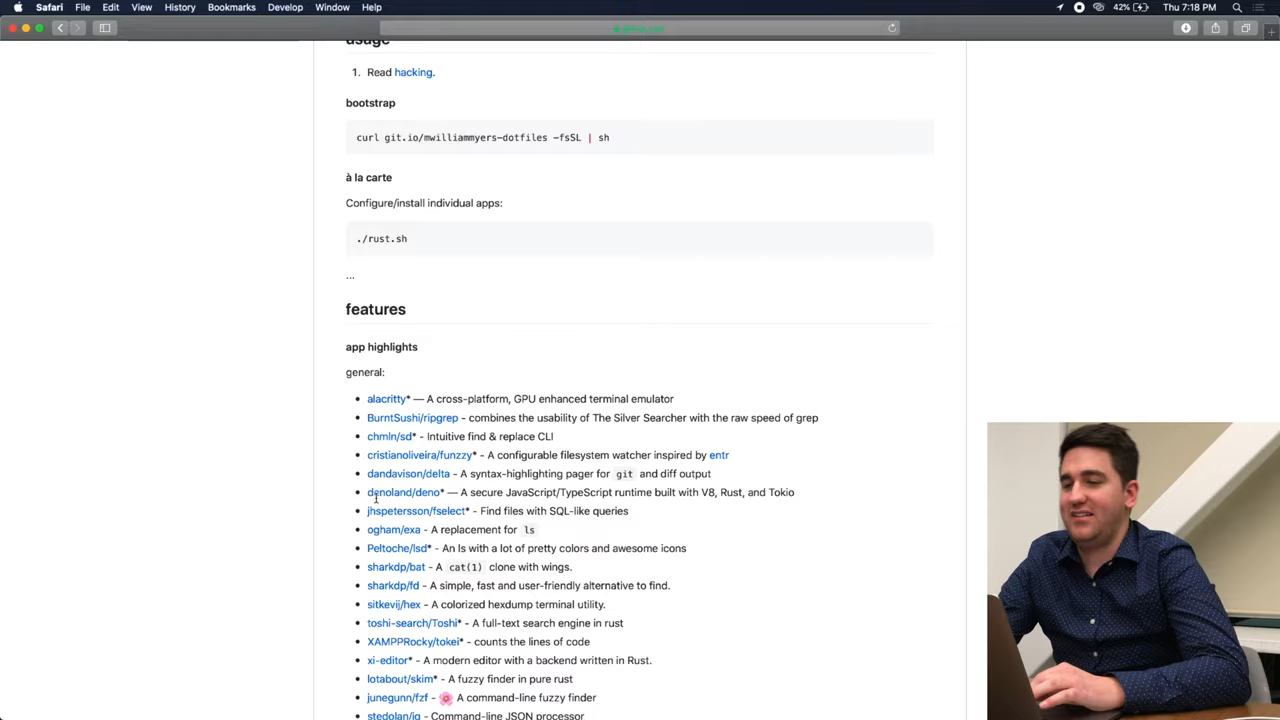 Safari File Edit View History Bookmarks Develop Window Help 42% Thu 7:18 PM
github.com
usage
1. Read hacking.
bootstrap
curl git.io/mwilliammyers-dotfiles -fsSL | sh
à la carte
Configure/install individual apps:
./rust.sh
...
features
app highlights
general:
• alacritty* — A cross-platform, GPU enhanced terminal emulator
• BurntSushi/ripgrep - combines the usability of The Silver Searcher with the raw speed of grep
• chmln/sd* - Intuitive find & replace CLI
• cristianoliveira/funzzy* - A configurable filesystem watcher inspired by entr
• dandavison/delta - A syntax-highlighting pager for git and diff output
• denoland/deno* — A secure JavaScript/TypeScript runtime built with V8, Rust, and Tokio
• jhspetersson/fselect* - Find files with SQL-like queries
• ogham/exa - A replacement for ls
• Peltoche/lsd* - An ls with a lot of pretty colors and awesome icons
• sharkdp/bat - A cat(1) clone with wings.
• sharkdp/fd - A simple, fast and user-friendly alternative to find.
• sitkevij/hex - A colorized hexdump terminal utility.
• toshi-search/Toshi* - A full-text search engine in rust
• XAMPPRocky/tokei* - counts the lines of code
• xi-editor* - A modern editor with a backend written in Rust.
• lotabout/skim* - A fuzzy finder in pure rust
• junegunn/fzf - 🌸 A command-line fuzzy finder
• stedolan/jq - Command-line JSON processor